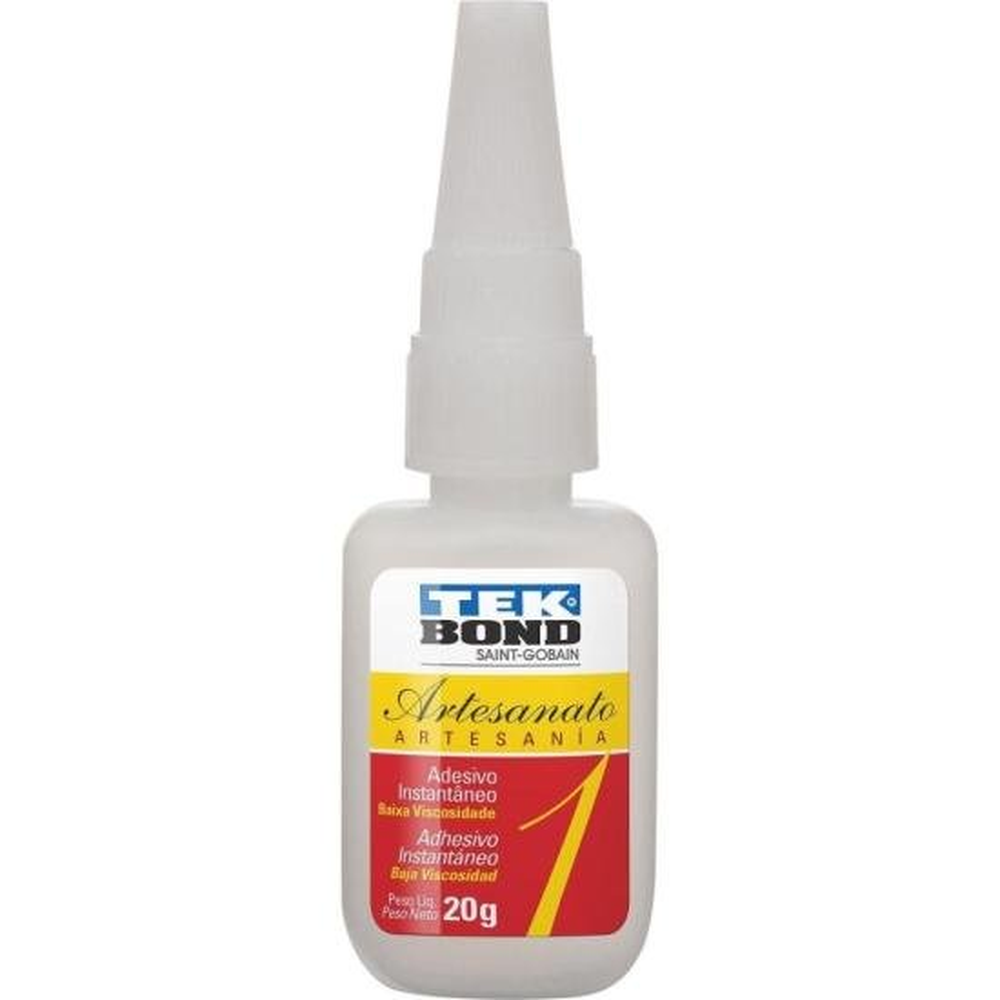 TEK
BOND
SAINT-GOBAIN
Artesanato
ARTESANÍA
Adesivo
Instantâneo
Baixa Viscosidade
Adhesivo
Instantáneo
Baja Viscosidad
Peso Líq.
Peso Neto
20g
1